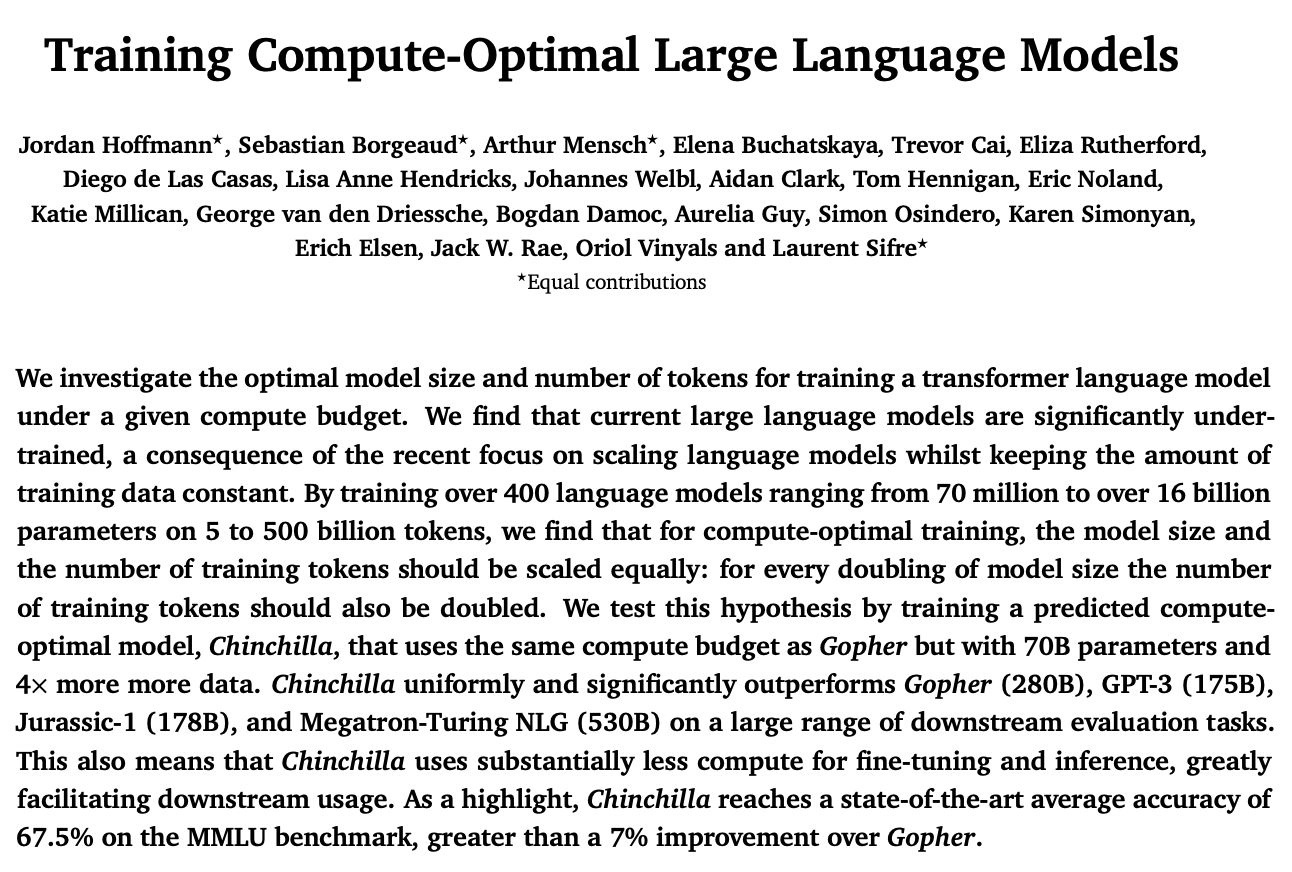 Training Compute-Optimal Large Language Models
Jordan Hoffmann★, Sebastian Borgeaud★, Arthur Mensch★, Elena Buchatskaya, Trevor Cai, Eliza Rutherford,
Diego de Las Casas, Lisa Anne Hendricks, Johannes Welbl, Aidan Clark, Tom Hennigan, Eric Noland,
Katie Millican, George van den Driessche, Bogdan Damoc, Aurelia Guy, Simon Osindero, Karen Simonyan,
Erich Elsen, Jack W. Rae, Oriol Vinyals and Laurent Sifre★
★Equal contributions
We investigate the optimal model size and number of tokens for training a transformer language model
under a given compute budget. We find that current large language models are significantly under-
trained, a consequence of the recent focus on scaling language models whilst keeping the amount of
training data constant. By training over 400 language models ranging from 70 million to over 16 billion
parameters on 5 to 500 billion tokens, we find that for compute-optimal training, the model size and
the number of training tokens should be scaled equally: for every doubling of model size the number
of training tokens should also be doubled. We test this hypothesis by training a predicted compute-
optimal model, Chinchilla, that uses the same compute budget as Gopher but with 70B parameters and
4× more more data. Chinchilla uniformly and significantly outperforms Gopher (280B), GPT-3 (175B),
Jurassic-1 (178B), and Megatron-Turing NLG (530B) on a large range of downstream evaluation tasks.
This also means that Chinchilla uses substantially less compute for fine-tuning and inference, greatly
facilitating downstream usage. As a highlight, Chinchilla reaches a state-of-the-art average accuracy of
67.5% on the MMLU benchmark, greater than a 7% improvement over Gopher.